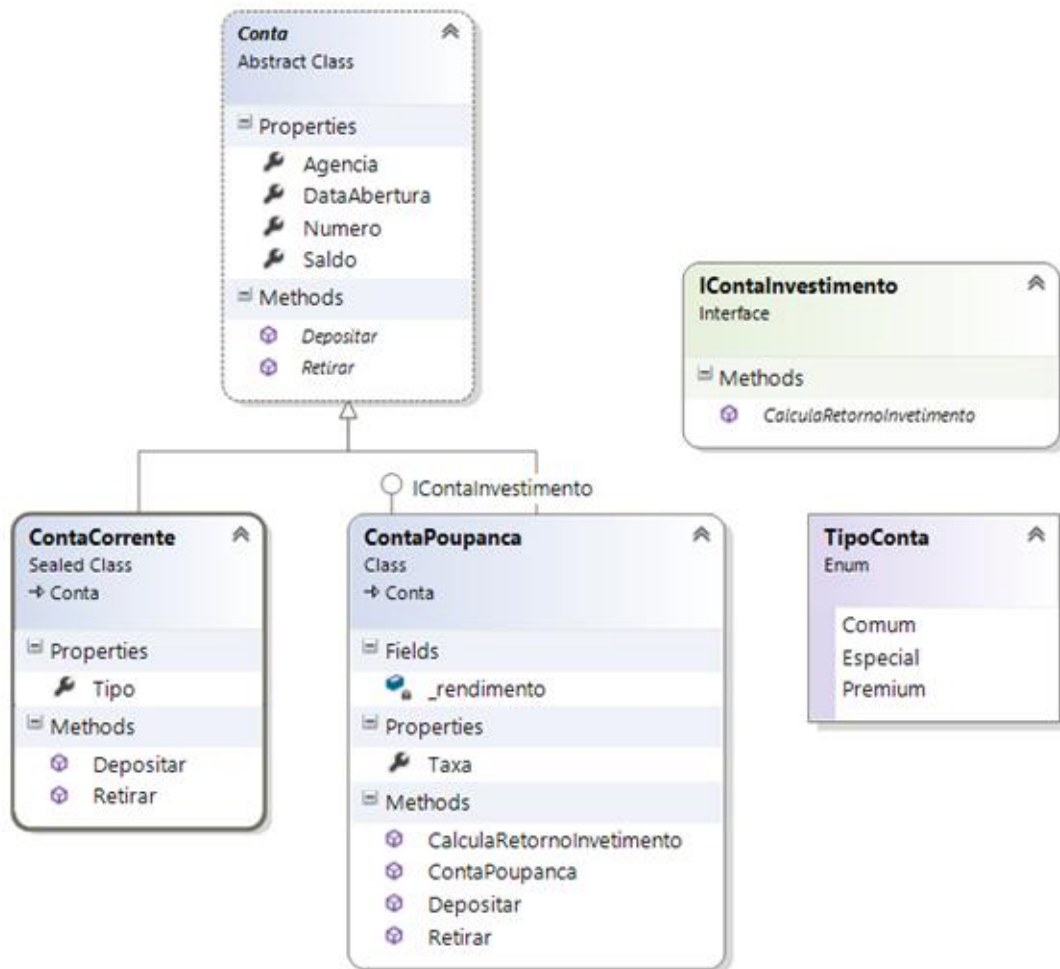 Conta
Abstract Class
Properties
Agencia
DataAbertura
Numero
Saldo
Methods
Depositar
Retirar
IContaInvestimento
Interface
Methods
CalculaRetornoInvetimento
IContaInvestimento
ContaCorrente
Sealed Class
Conta
Properties
Tipo
Methods
Depositar
Retirar
ContaPoupanca
Class
Conta
Fields
_rendimento
Properties
Taxa
Methods
CalculaRetornoInvetimento
ContaPoupanca
Depositar
Retirar
TipoConta
Enum
Comum
Especial
Premium